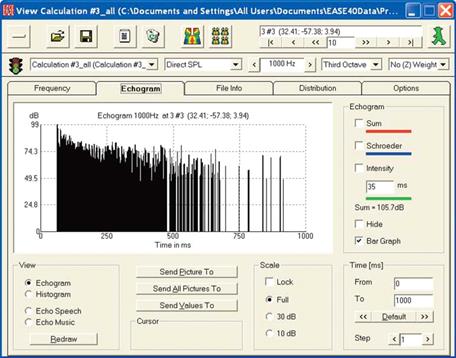 View Calculation #3_all (C:\Documents and Settings\All Users\Documents\EASE40Data\Pr...
3 #3 (32.41; -57.38; 3.94)
|< < << 10 >> > >|
Calculation #3_all (Calculation #3_ Direct SPL < 1000 Hz > Third Octave No (Z) Weight
Frequency Echogram File Info Distribution Options
dB Echogram 1000Hz at 3 #3 (32.41; -57.38; 3.94)
99
74.3
49.5
24.8
0
0 250 500 750 1000
Time in ms
Echogram
Sum
Schroeder
Intensity
35 ms
Sum = 105.7dB
Hide
Bar Graph
View
Echogram
Histogram
Echo Speech
Echo Music
Redraw
Send Picture To
Send All Pictures To
Send Values To
Cursor
Scale
Lock
Full
30 dB
10 dB
Time [ms]
From 0
To 1000
<< Default >>
Step < 1 >